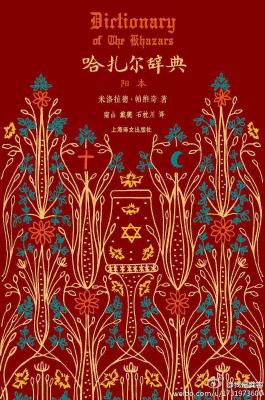 Dictionary
of The Khazars
哈扎尔辞典
阳本
米洛拉德·帕维奇 著
南山 戴骢 石枕川 译
上海译文出版社
weibo.com/u/1731973600